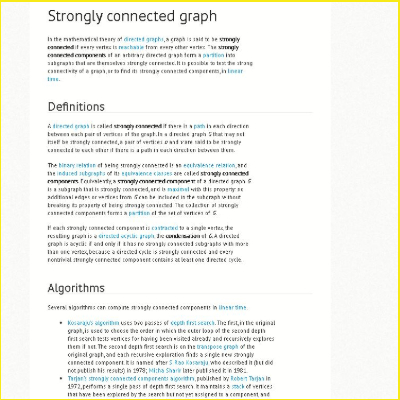 Strongly connected graph
In the mathematical theory of directed graphs, a graph is said to be strongly
connected if every vertex is reachable from every other vertex. The strongly
connected components of an arbitrary directed graph form a partition into
subgraphs that are themselves strongly connected. It is possible to test the strong
connectivity of a graph, or to find its strongly connected components, in linear
time.
Definitions
A directed graph is called strongly connected if there is a path in each direction
between each pair of vertices of the graph. In a directed graph G that may not
itself be strongly connected, a pair of vertices u and v are said to be strongly
connected to each other if there is a path in each direction between them.
The binary relation of being strongly connected is an equivalence relation, and
the induced subgraphs of its equivalence classes are called strongly connected
components. Equivalently, a strongly connected component of a directed graph G
is a subgraph that is strongly connected, and is maximal with this property: no
additional edges or vertices from G can be included in the subgraph without
breaking its property of being strongly connected. The collection of strongly
connected components forms a partition of the set of vertices of G.
If each strongly connected component is contracted to a single vertex, the
resulting graph is a directed acyclic graph, the condensation of G. A directed
graph is acyclic if and only if it has no strongly connected subgraphs with more
than one vertex, because a directed cycle is strongly connected and every
nontrivial strongly connected component contains at least one directed cycle.
Algorithms
Several algorithms can compute strongly connected components in linear time.
• Kosaraju's algorithm uses two passes of depth first search. The first, in the original
graph, is used to choose the order in which the outer loop of the second depth
first search tests vertices for having been visited already and recursively explores
them if not. The second depth first search is on the transpose graph of the
original graph, and each recursive exploration finds a single new strongly
connected component. It is named after S. Rao Kosaraju, who described it (but did
not publish his results) in 1978; Micha Sharir later published it in 1981.
• Tarjan's strongly connected components algorithm, published by Robert Tarjan in
1972, performs a single pass of depth first search. It maintains a stack of vertices
that have been explored by the search but not yet assigned to a component, and